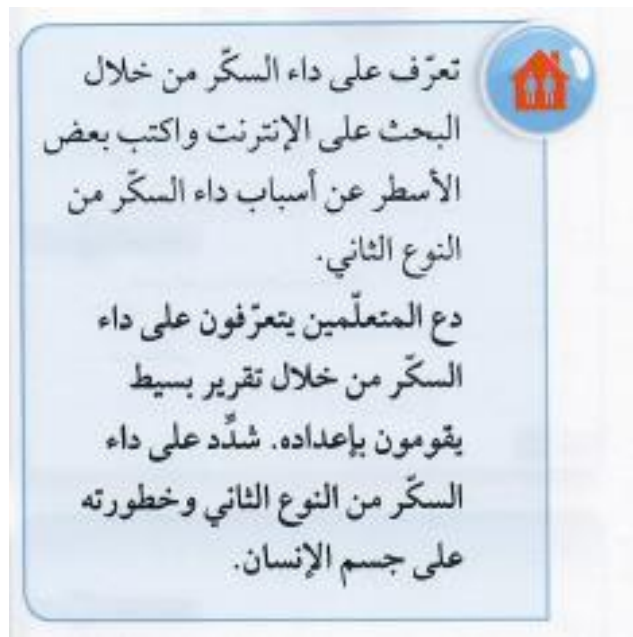 تعرّف على داء السكّر من خلال
البحث على الإنترنت واكتب بعض
الأسطر عن أسباب داء السكّر من
النوع الثاني.
دع المتعلّمين يتعرّفون على داء
السكّر من خلال تقرير بسيط
يقومون بإعداده. شدِّد على داء
السكّر من النوع الثاني وخطورته
على جسم الإنسان.